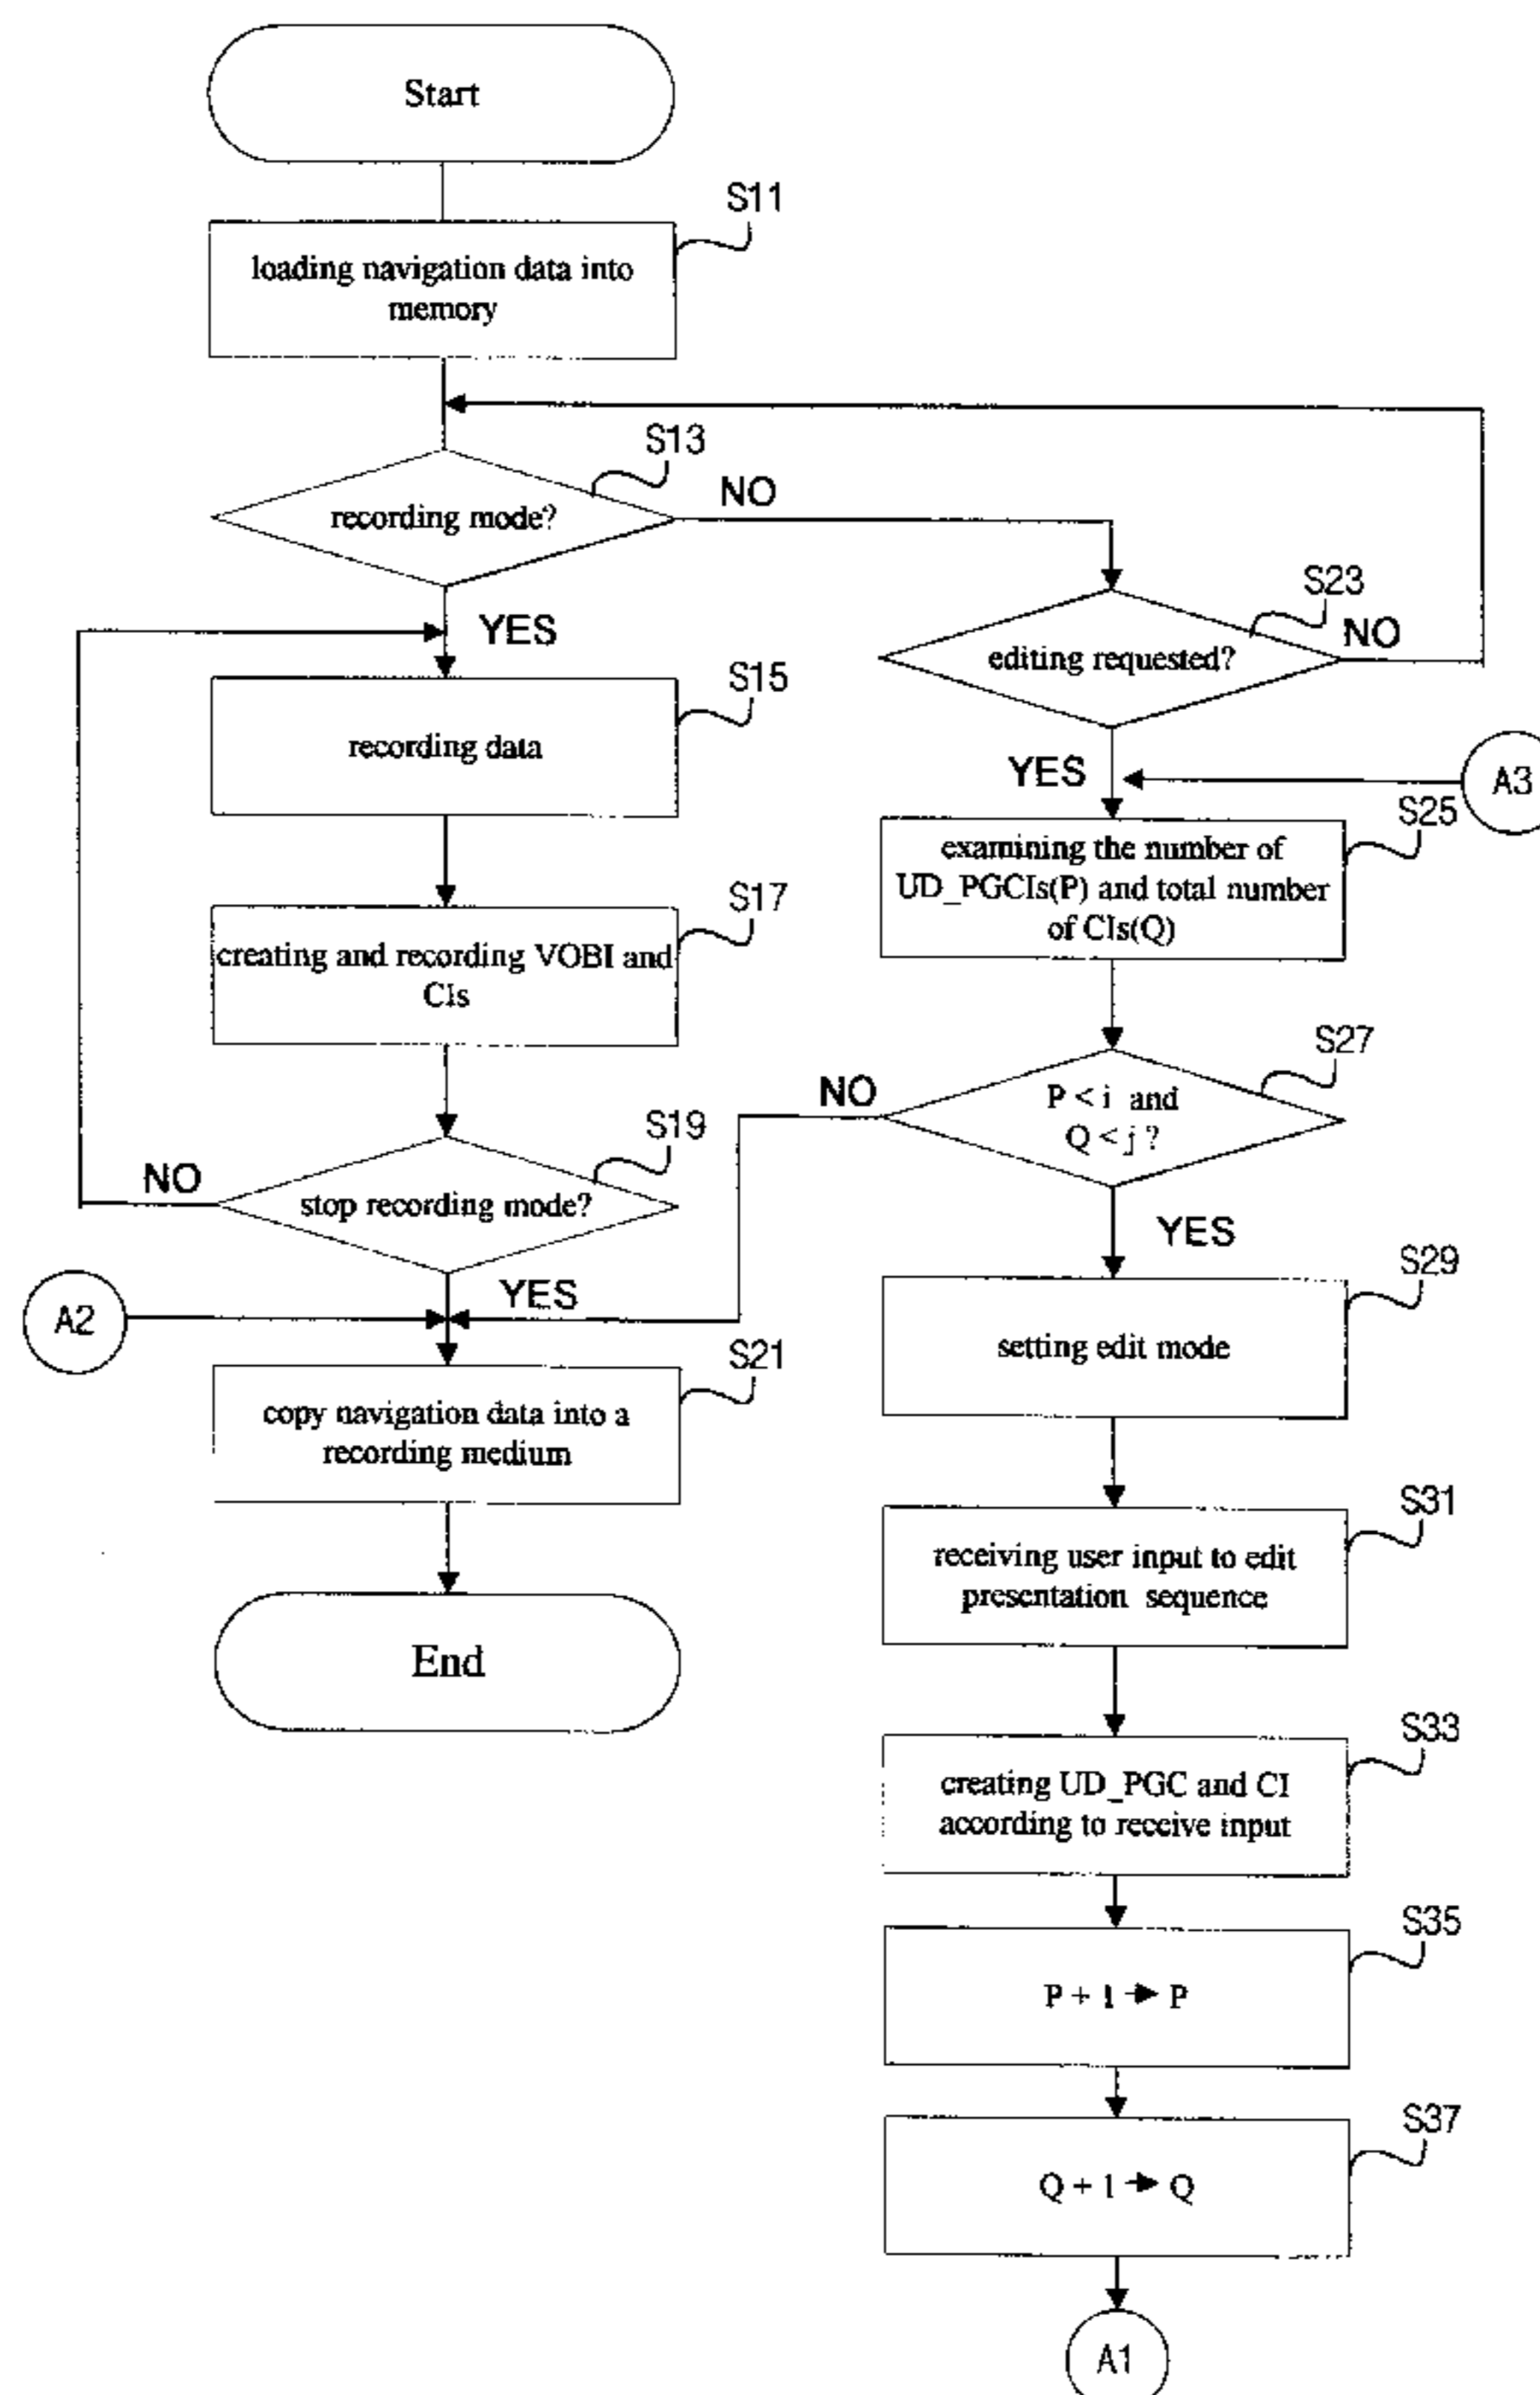 Start
S11
loading navigation data into
memory
S13
recording mode?
NO
YES
S15
recording data
S17
creating and recording VOBI and
CIs
S19
stop recording mode?
NO
YES
A2
S21
copy navigation data into a
recording medium
End
S23
editing requested?
NO
YES
A3
S25
examining the number of
UD_PGCIs(P) and total number
of CIs(Q)
S27
P < i and
Q < j ?
NO
YES
S29
setting edit mode
S31
receiving user input to edit
presentation sequence
S33
creating UD_PGC and CI
according to receive input
S35
P + 1 → P
S37
Q + 1 → Q
A1